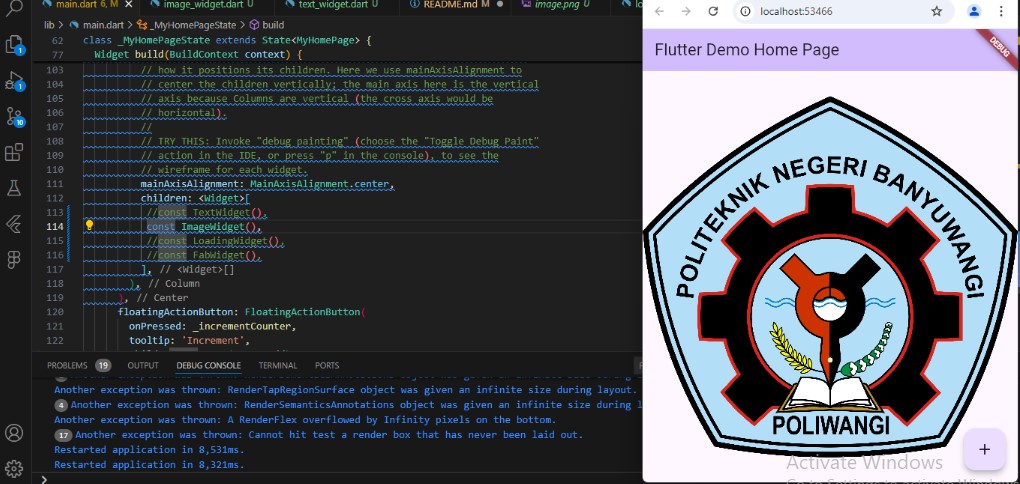 main.dart 6, M
image_widget.dart U
text_widget.dart U
README.md M
image.png U
lib > main.dart > _MyHomePageState > build
62 class _MyHomePageState extends State<MyHomePage> {
77 Widget build(BuildContext context) {
103 // how it positions its children. Here we use mainAxisAlignment to
104 // center the children vertically; the main axis here is the vertical
105 // axis because Columns are vertical (the cross axis would be
106 // horizontal).
107 //
108 // TRY THIS: Invoke "debug painting" (choose the "Toggle Debug Paint"
109 // action in the IDE, or press "p" in the console), to see the
110 // wireframe for each widget.
111 mainAxisAlignment: MainAxisAlignment.center,
112 children: <Widget>[
113 //const TextWidget(),
114 const ImageWidget(),
115 //const LoadingWidget(),
116 //const FabWidget(),
117 ], // <Widget>[]
118 ), // Column
119 ), // Center
120 floatingActionButton: FloatingActionButton(
121 onPressed: _incrementCounter,
122 tooltip: 'Increment',
PROBLEMS 19 OUTPUT DEBUG CONSOLE TERMINAL PORTS
Another exception was thrown: RenderTapRegionSurface object was given an infinite size during layout.
4 Another exception was thrown: RenderSemanticsAnnotations object was given an infinite size during
Another exception was thrown: A RenderFlex overflowed by Infinity pixels on the bottom.
17 Another exception was thrown: Cannot hit test a render box that has never been laid out.
Restarted application in 8,531ms.
Restarted application in 8,321ms.
1
1
10
localhost:53466
Flutter Demo Home Page
DEBUG
POLITEKNIK NEGERI BANYUWANGI
POLIWANGI
+
Activate Windows